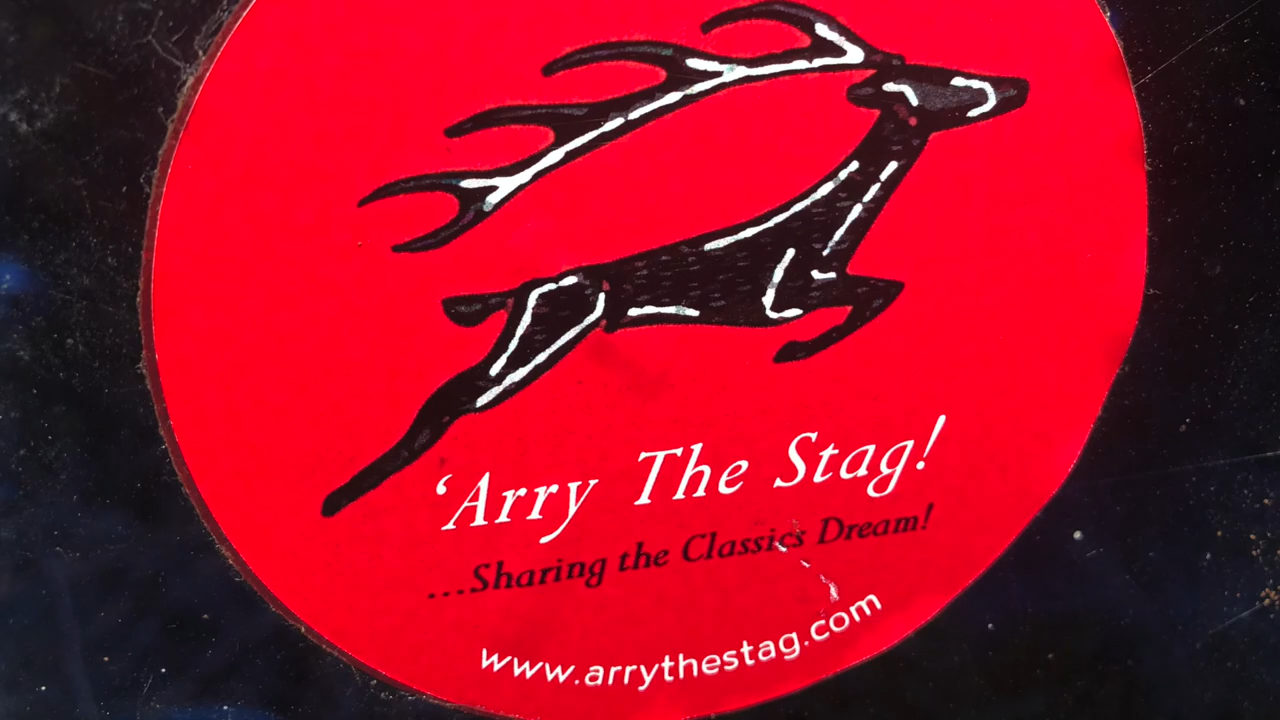 ‘Arry The Stag!
...Sharing the Classics Dream!
www.arrythestag.com